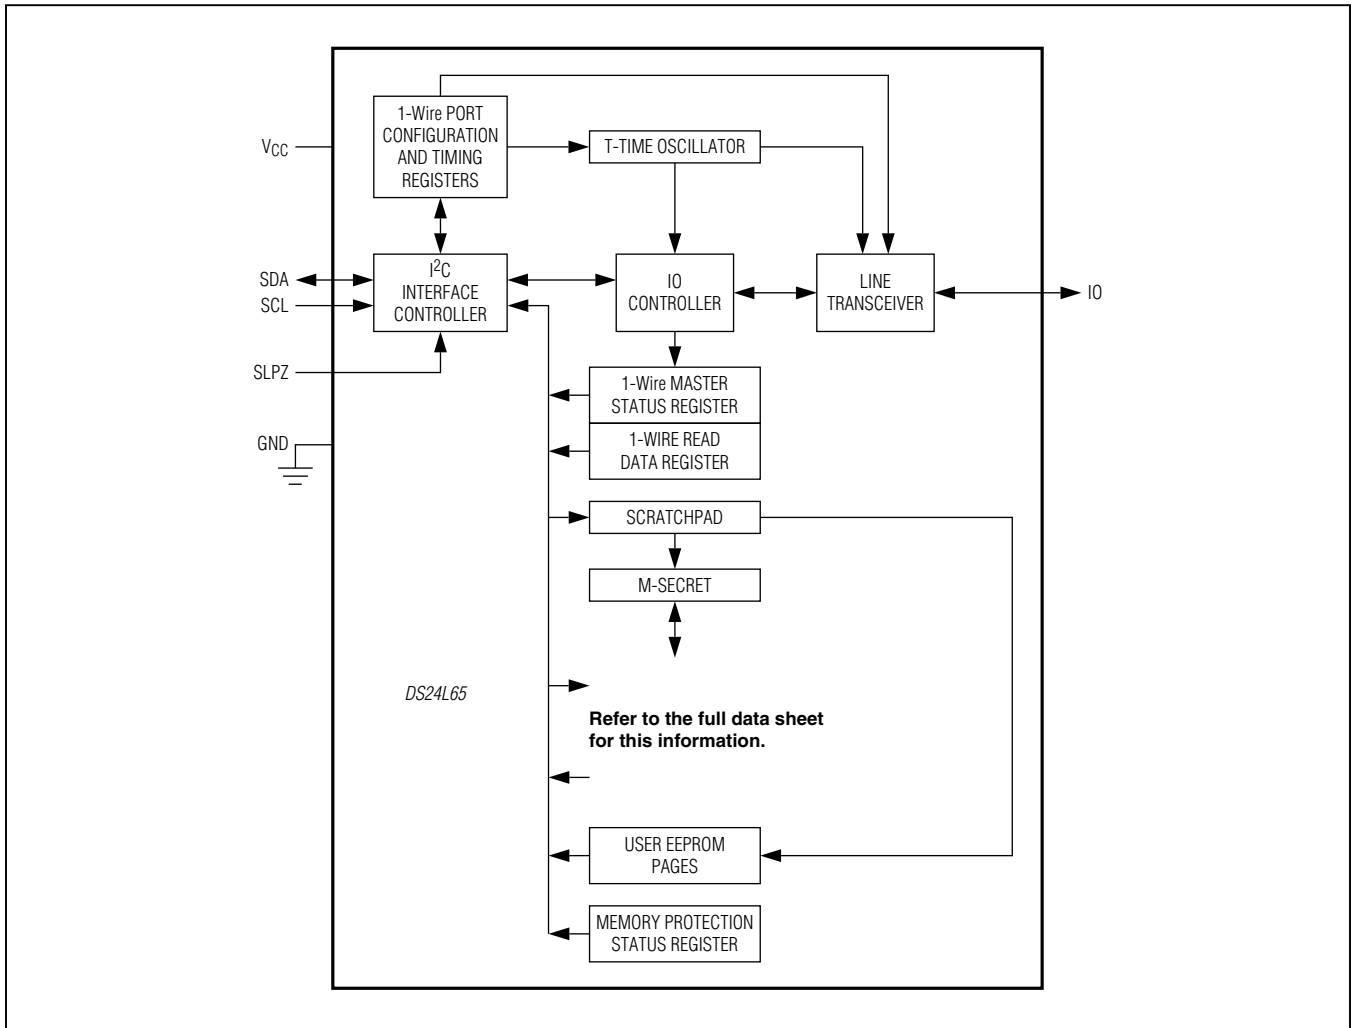 1-Wire PORT
CONFIGURATION
AND TIMING
REGISTERS
VCC
T-TIME OSCILLATOR
SDA
SCL
I2C
INTERFACE
CONTROLLER
IO
CONTROLLER
LINE
TRANSCEIVER
IO
SLPZ
1-Wire MASTER
STATUS REGISTER
GND
1-WIRE READ
DATA REGISTER
SCRATCHPAD
M-SECRET
DS24L65
Refer to the full data sheet
for this information.
USER EEPROM
PAGES
MEMORY PROTECTION
STATUS REGISTER